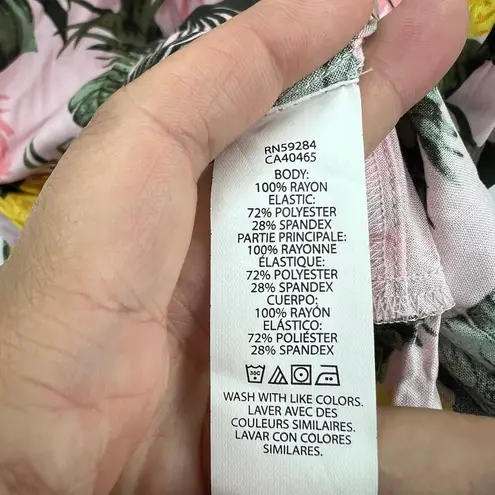 RN59284
CA40465
BODY:
100% RAYON
ELASTIC:
72% POLYESTER
28% SPANDEX
PARTIE PRINCIPALE:
100% RAYONNE
ÉLASTIQUE:
72% POLYESTER
28% SPANDEX
CUERPO:
100% RAYÓN
ELÁSTICO:
72% POLIÉSTER
28% SPANDEX
30C
WASH WITH LIKE COLORS.
LAVER AVEC DES
COULEURS SIMILAIRES.
LAVAR CON COLORES
SIMILARES.